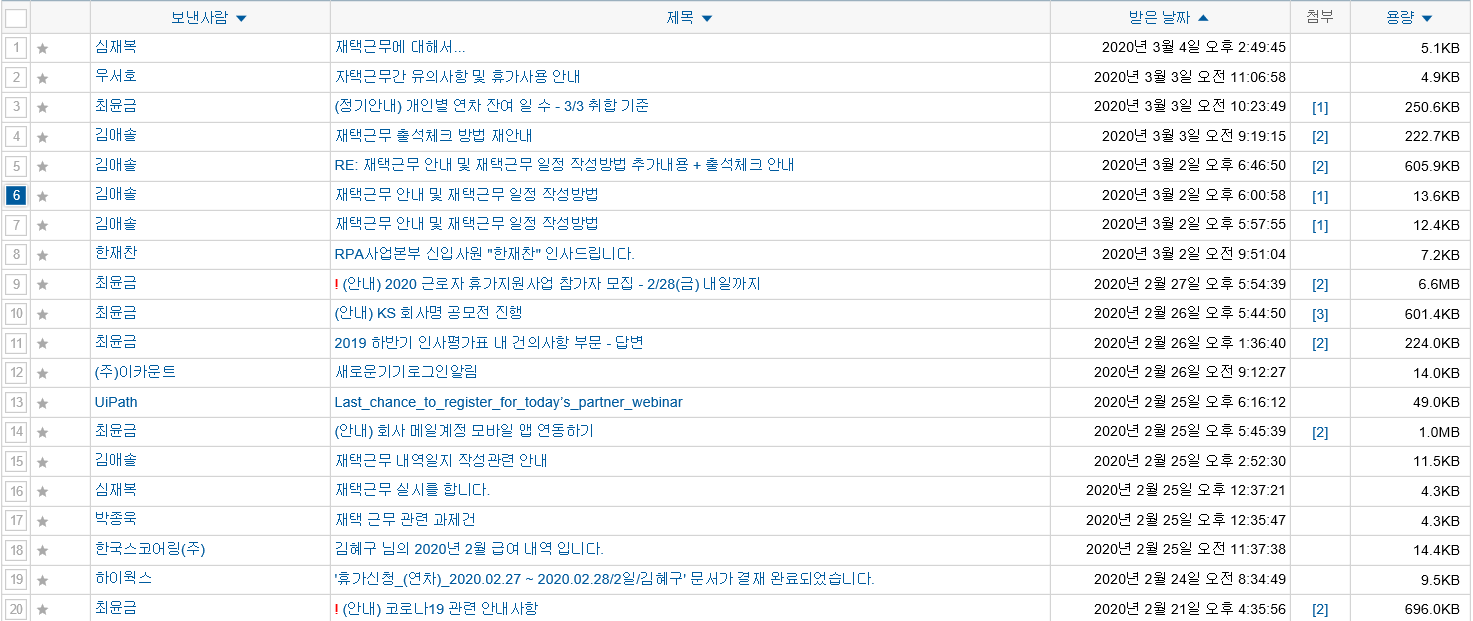 보낸사람 제목 받은 날짜 첨부 용량
1 심재복 재택근무에 대해서... 2020년 3월 4일 오후 2:49:45 5.1KB
2 우서호 자택근무간 유의사항 및 휴가사용 안내 2020년 3월 3일 오전 11:06:58 4.9KB
3 최윤금 (정기안내) 개인별 연차 잔여 일 수 - 3/3 취합 기준 2020년 3월 3일 오전 10:23:49 [1] 250.6KB
4 김애솔 재택근무 출석체크 방법 재안내 2020년 3월 3일 오전 9:19:15 [2] 222.7KB
5 김애솔 RE: 재택근무 안내 및 재택근무 일정 작성방법 추가내용 + 출석체크 안내 2020년 3월 2일 오후 6:46:50 [2] 605.9KB
6 김애솔 재택근무 안내 및 재택근무 일정 작성방법 2020년 3월 2일 오후 6:00:58 [1] 13.6KB
7 김애솔 재택근무 안내 및 재택근무 일정 작성방법 2020년 3월 2일 오후 5:57:55 [1] 12.4KB
8 한재찬 RPA사업본부 신입사원 "한재찬" 인사드립니다. 2020년 3월 2일 오전 9:51:04 7.2KB
9 최윤금 ! (안내) 2020 근로자 휴가지원사업 참가자 모집 - 2/28(금) 내일까지 2020년 2월 27일 오후 5:54:39 [2] 6.6MB
10 최윤금 (안내) KS 회사명 공모전 진행 2020년 2월 26일 오후 5:44:50 [3] 601.4KB
11 최윤금 2019 하반기 인사평가표 내 건의사항 부문 - 답변 2020년 2월 26일 오후 1:36:40 [2] 224.0KB
12 (주)이카운트 새로운기기로그인알림 2020년 2월 26일 오전 9:12:27 14.0KB
13 UiPath Last_chance_to_register_for_today's_partner_webinar 2020년 2월 25일 오후 6:16:12 49.0KB
14 최윤금 (안내) 회사 메일계정 모바일 앱 연동하기 2020년 2월 25일 오후 5:45:39 [2] 1.0MB
15 김애솔 재택근무 내역일지 작성관련 안내 2020년 2월 25일 오후 2:52:30 11.5KB
16 심재복 재택근무 실시를 합니다. 2020년 2월 25일 오후 12:37:21 4.3KB
17 박종욱 재택 근무 관련 과제건 2020년 2월 25일 오후 12:35:47 4.3KB
18 한국스코어링(주) 김혜구 님의 2020년 2월 급여 내역 입니다. 2020년 2월 25일 오전 11:37:38 14.4KB
19 하이웍스 '휴가신청_(연차)_2020.02.27 ~ 2020.02.28/2일/김혜구' 문서가 결재 완료되었습니다. 2020년 2월 24일 오후 8:34:49 9.5KB
20 최윤금 ! (안내) 코로나19 관련 안내사항 2020년 2월 21일 오후 4:35:56 [2] 696.0KB